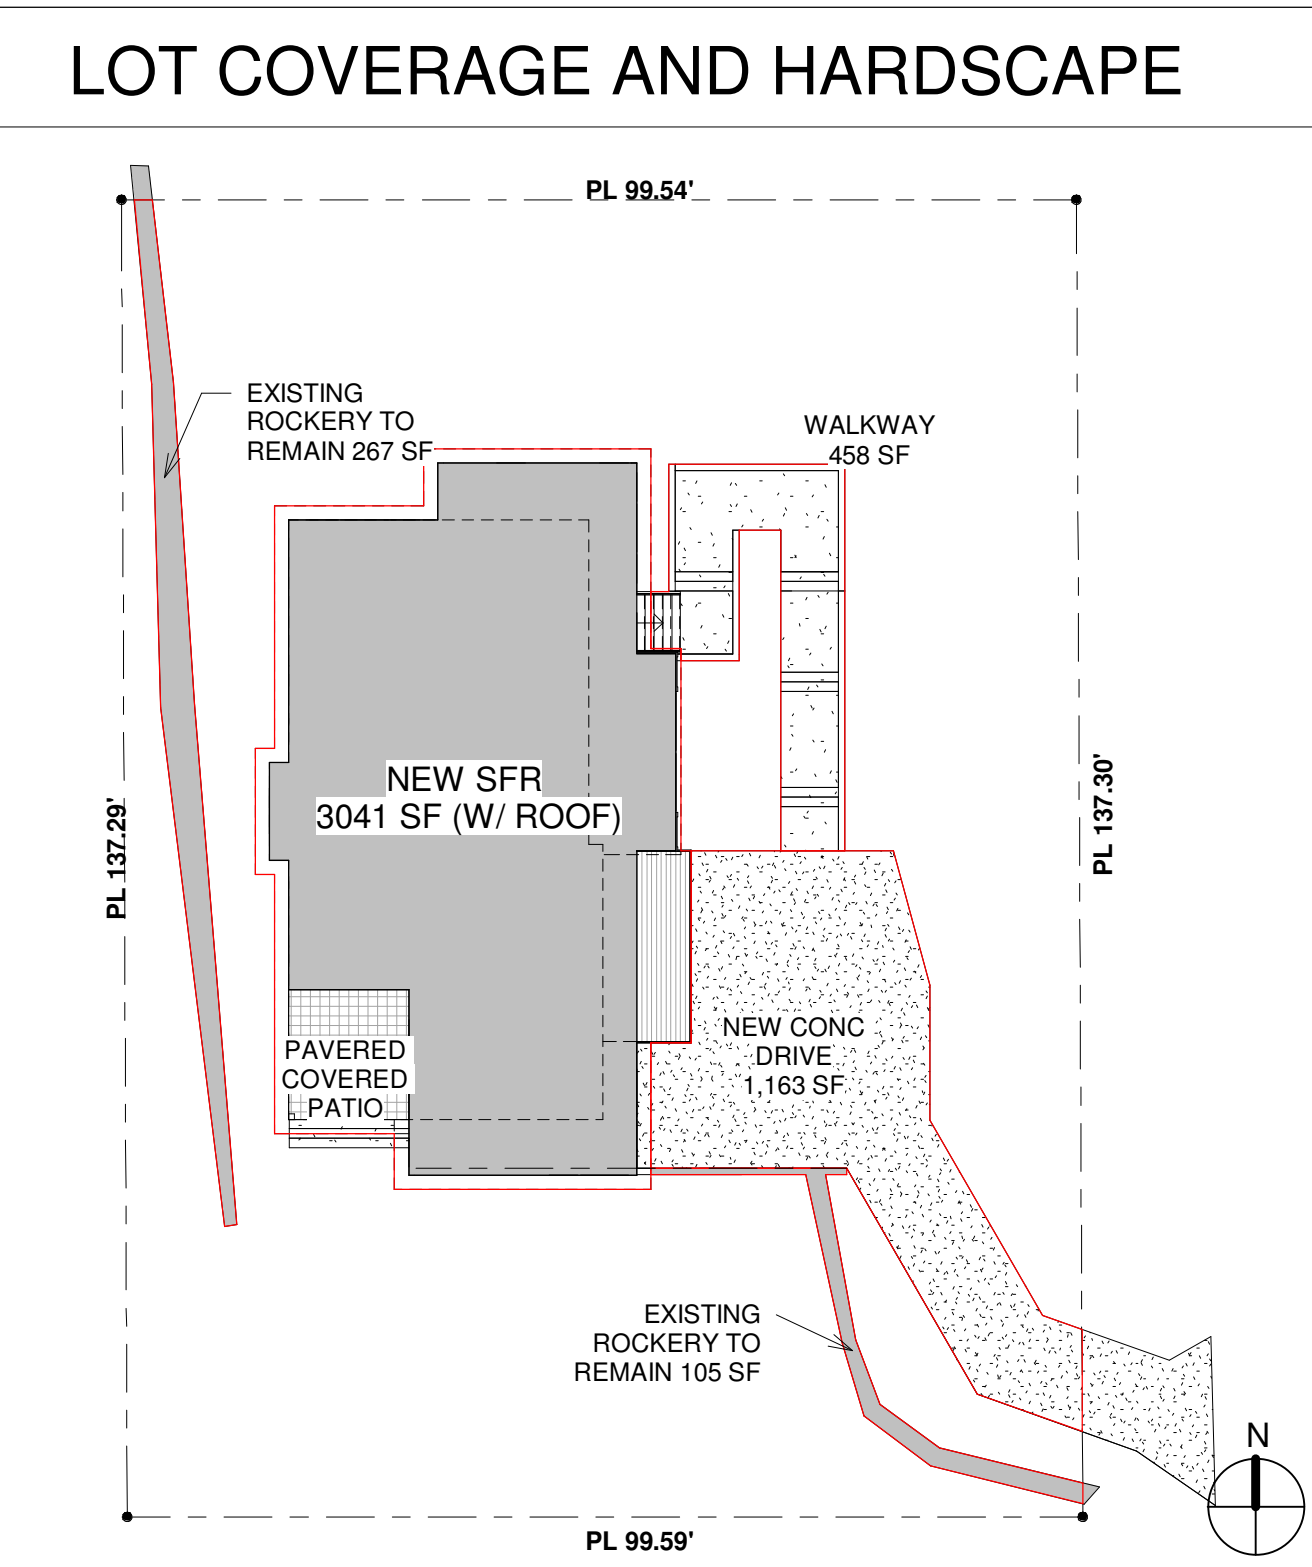 LOT COVERAGE AND HARDSCAPE
PL 99.54'
EXISTING
ROCKERY TO
REMAIN 267 SF
WALKWAY
458 SF
NEW SFR
3041 SF (W/ ROOF)
PL 137.29'
PL 137.30'
PAVERED
COVERED
PATIO
NEW CONC
DRIVE
1,163 SF
EXISTING
ROCKERY TO
REMAIN 105 SF
N
PL 99.59'